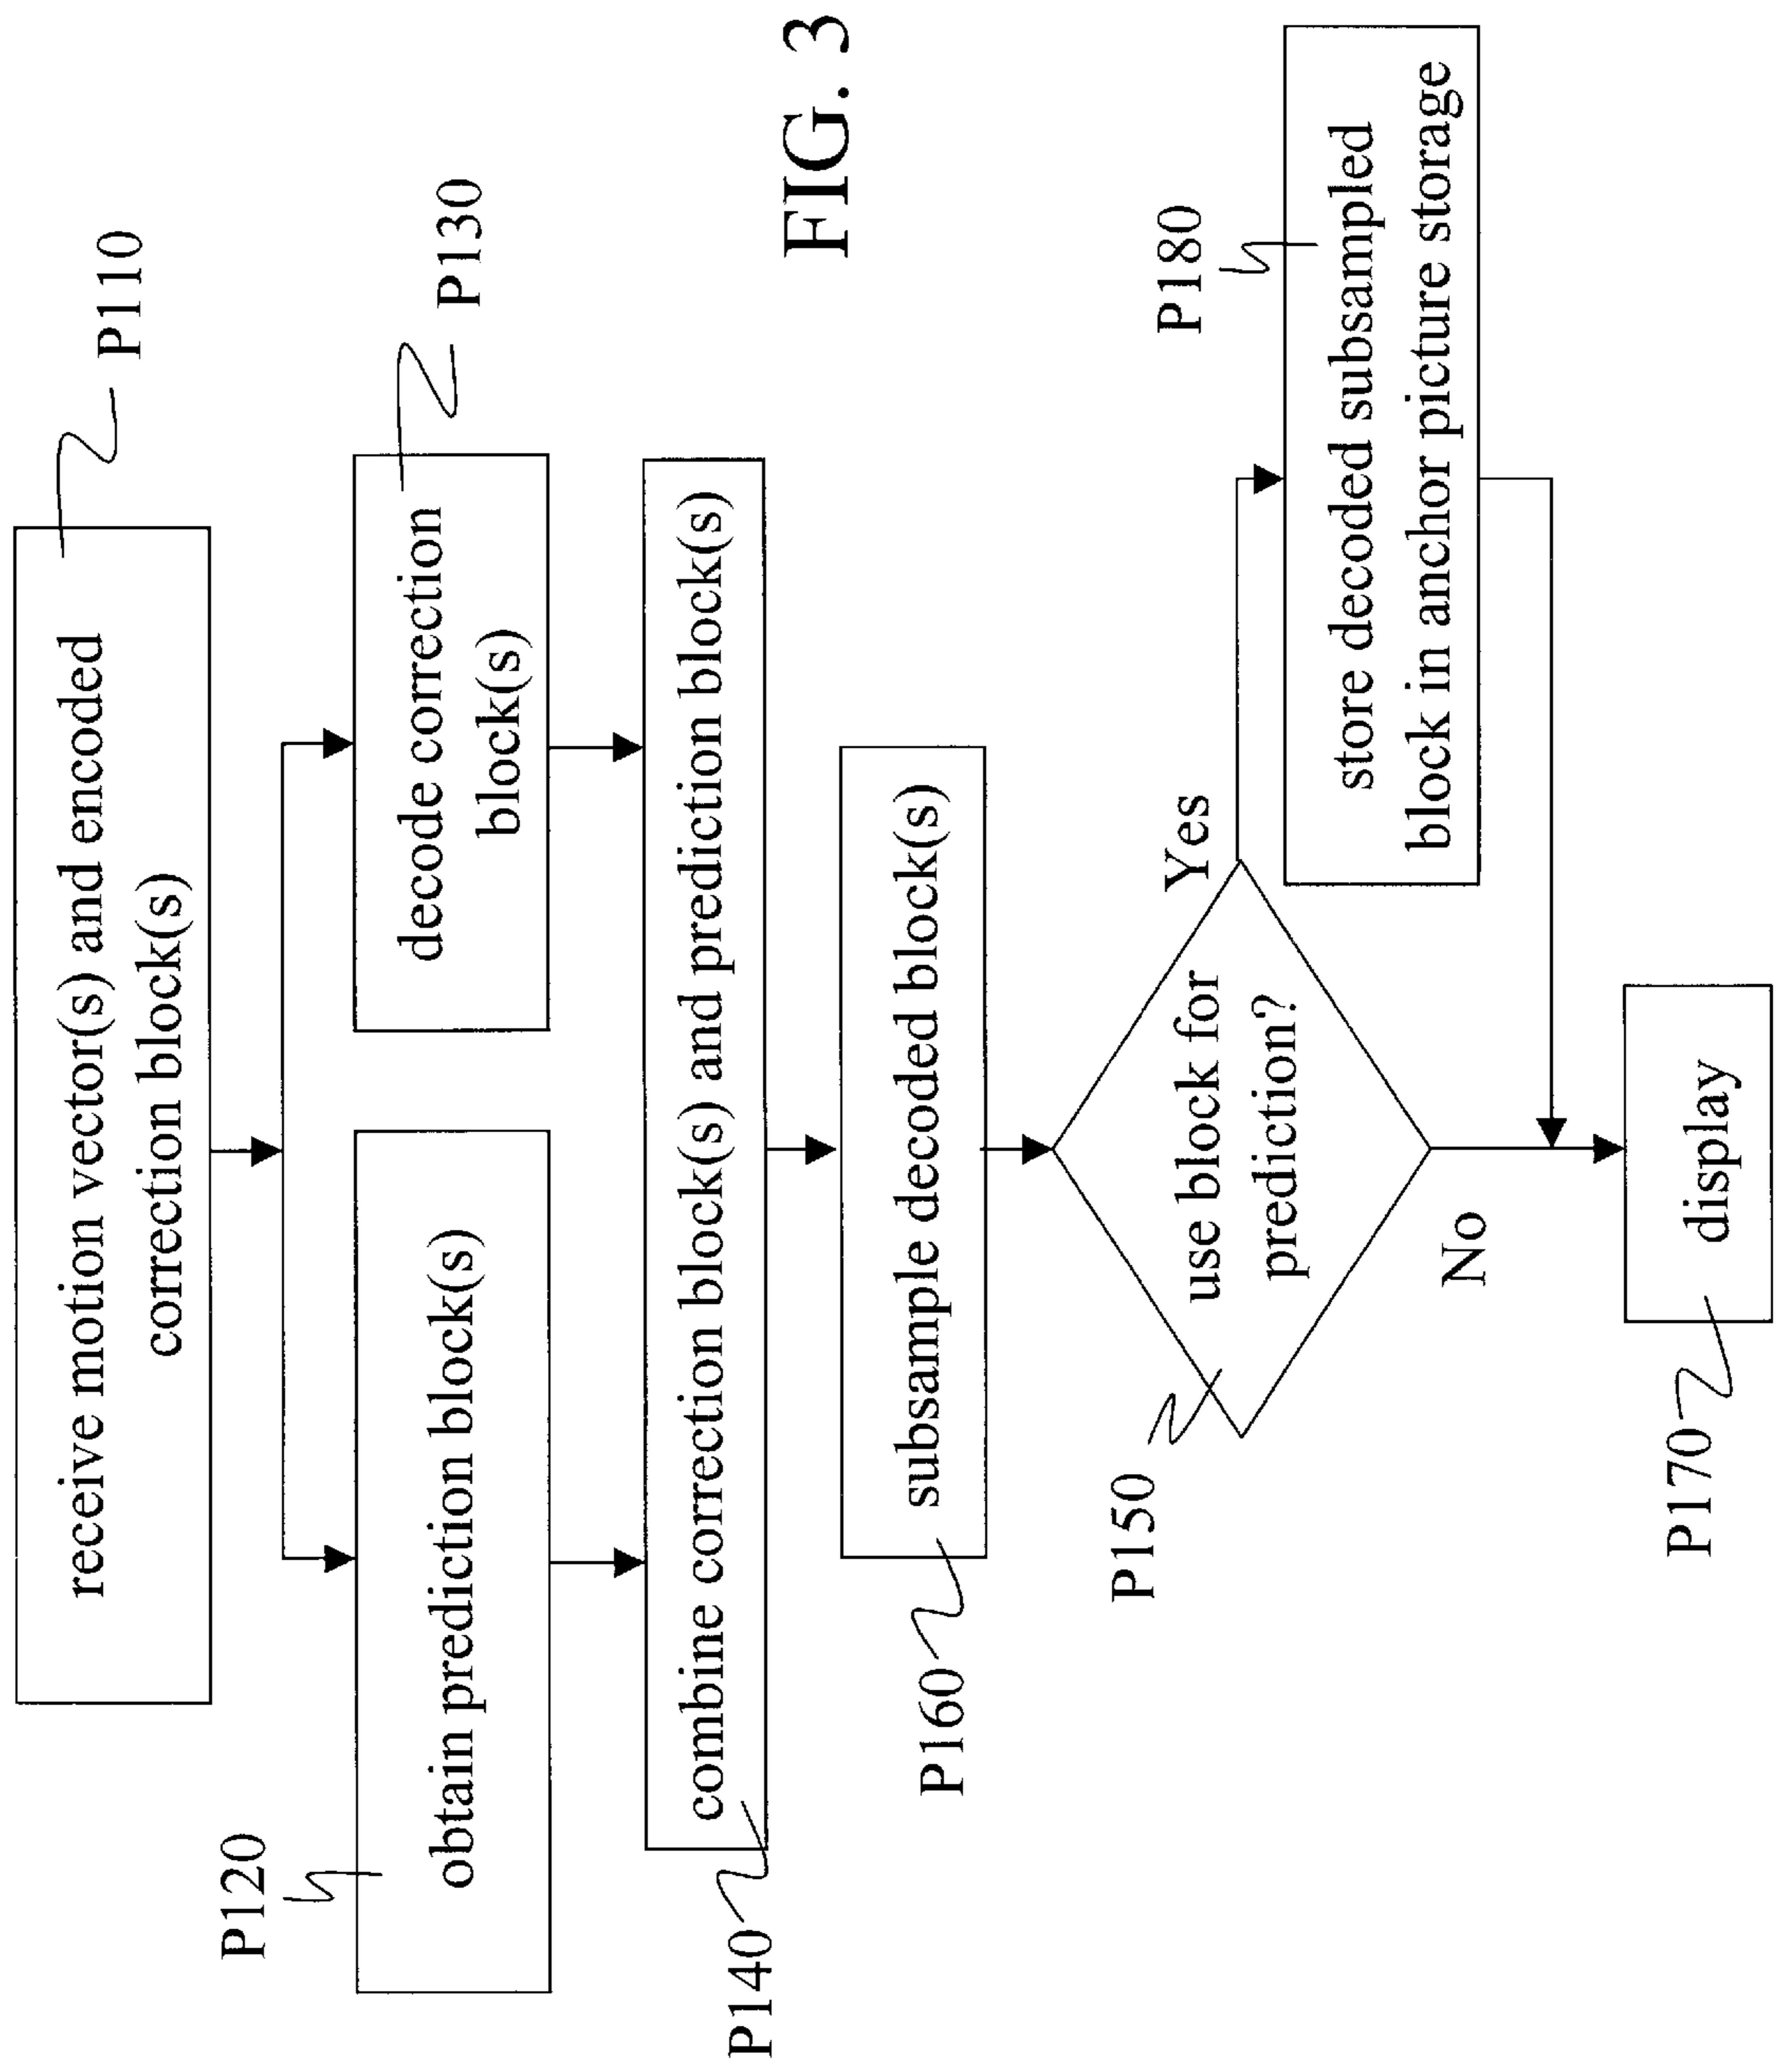 receive motion vector(s) and encoded
correction block(s)
P110
P120
obtain prediction block(s)
decode correction
block(s)
P130
combine correction block(s) and prediction block(s)
P140
subsample decoded block(s)
P160
FIG. 3
P150
use block for
prediction?
Yes
No
P180
store decoded subsampled
block in anchor picture storage
display
P170